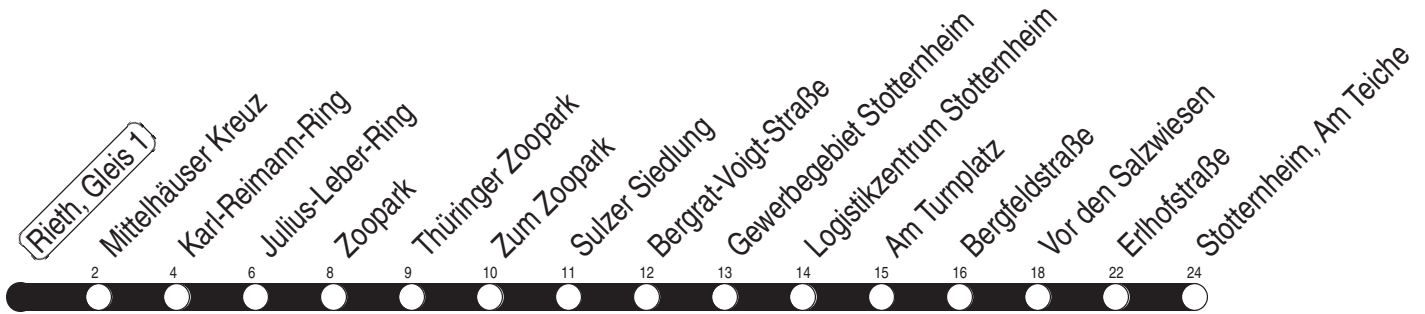 Rieth, Gleis 1
Mittelhäuser Kreuz
Karl-Reimann-Ring
Julius-Leber-Ring
Zoopark
Thüringer Zoopark
Zum Zoopark
Sulzer Siedlung
Bergrat-Voigt-Straße
Gewerbegebiet Stotternheim
Logistikzentrum Stotternheim
Am Turnplatz
Bergfeldstraße
Vor den Salzwiesen
Erlhofstraße
Stotternheim, Am Teiche
2 4 6 8 9 10 11 12 13 14 15 16 18 22 24